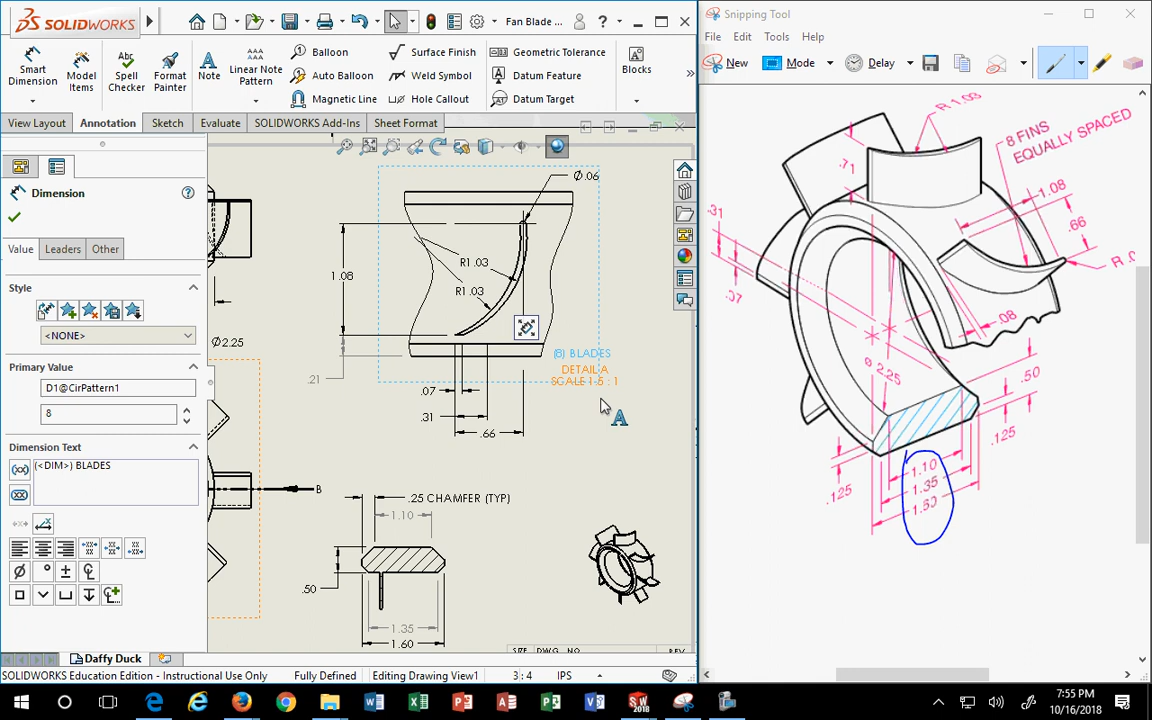 SOLIDWORKS
Fan Blade ...
Smart
Dimension
Model
Items
Spell
Checker
Format
Painter
Note
Linear Note
Pattern
Balloon
Auto Balloon
Magnetic Line
Surface Finish
Weld Symbol
Hole Callout
Geometric Tolerance
Datum Feature
Datum Target
Blocks
View Layout
Annotation
Sketch
Evaluate
SOLIDWORKS Add-Ins
Sheet Format
Dimension
Value
Leaders
Other
Style
<NONE>
Primary Value
D1@CirPattern1
8
Dimension Text
(<DIM>) BLADES
Ø.06
R1.03
R1.03
1.08
.21
Ø2.25
(8) BLADES
DETAIL A
SCALE 1.5 : 1
.07
.31
.66
B
.25 CHAMFER (TYP)
1.10
.50
1.35
1.60
SIZE DWG. NO. REV
Daffy Duck
SOLIDWORKS Education Edition - Instructional Use Only
Fully Defined
Editing Drawing View1
3 : 4
IPS
Snipping Tool
File Edit Tools Help
New
Mode
Delay
R 1.03
8 FINS
EQUALLY SPACED
.71
1.08
.66
.31
.07
.08
ø 2.25
.50
.125
.125
1.10
1.35
1.60
7:55 PM
10/16/2018